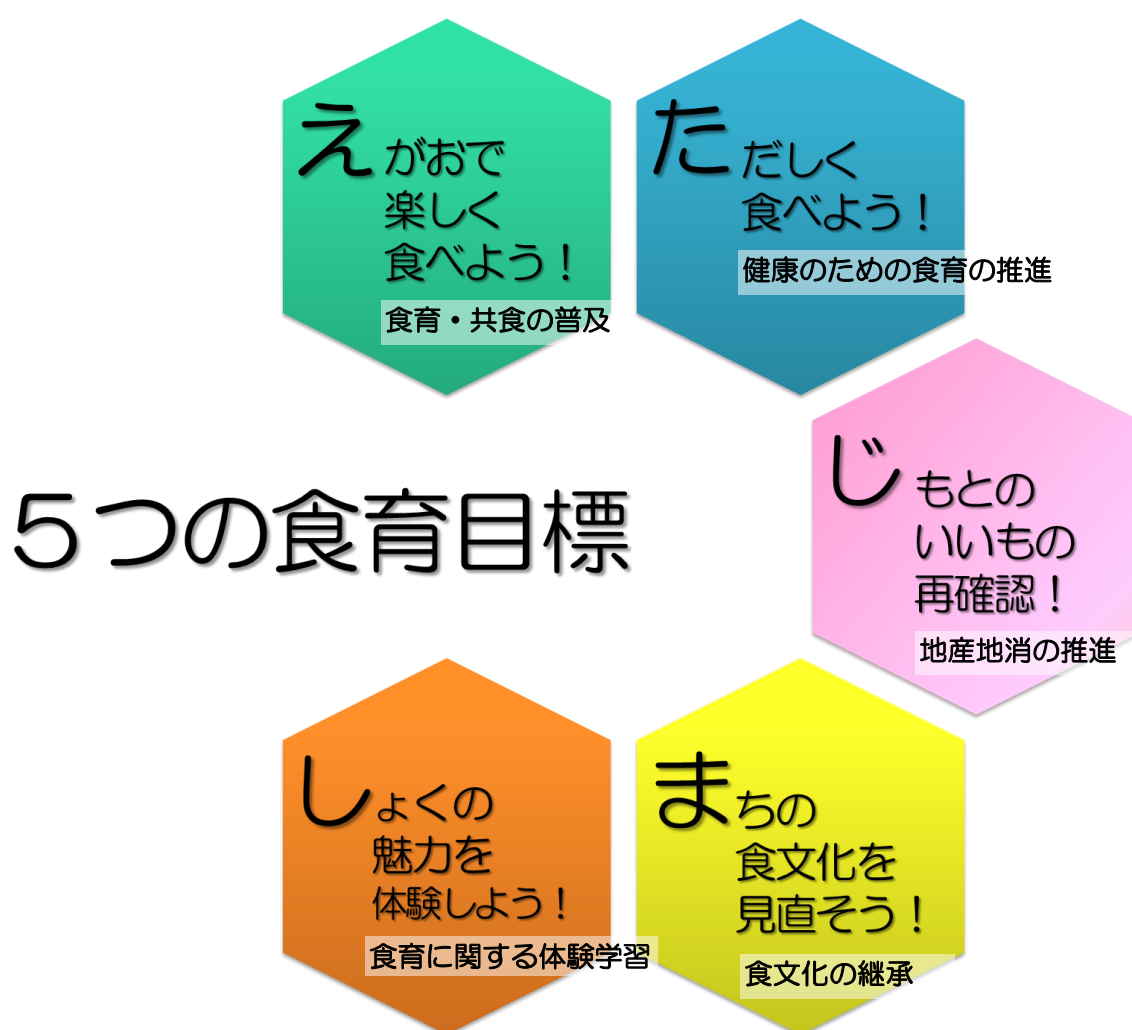 えがおで
楽しく
食べよう！
食育・共食の普及
ただしく
食べよう！
健康のための食育の推進
じもとの
いいもの
再確認！
地産地消の推進
５つの食育目標
しょくの
魅力を
体験しよう！
食育に関する体験学習
まちの
食文化を
見直そう！
食文化の継承